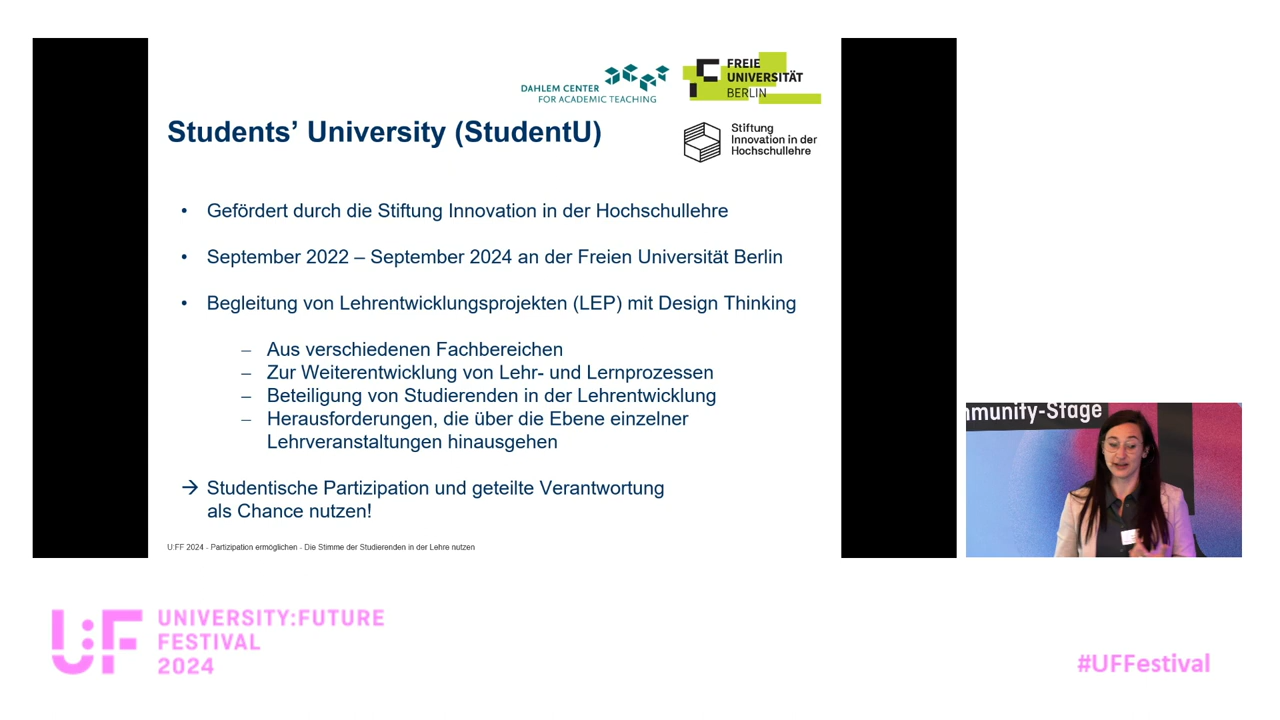 DAHLEM CENTER
FOR ACADEMIC TEACHING
FREIE
UNIVERSITÄT
BERLIN
Students’ University (StudentU)
Stiftung
Innovation in der
Hochschullehre
• Gefördert durch die Stiftung Innovation in der Hochschullehre
• September 2022 – September 2024 an der Freien Universität Berlin
• Begleitung von Lehrentwicklungsprojekten (LEP) mit Design Thinking
– Aus verschiedenen Fachbereichen
– Zur Weiterentwicklung von Lehr- und Lernprozessen
– Beteiligung von Studierenden in der Lehrentwicklung
– Herausforderungen, die über die Ebene einzelner
Lehrveranstaltungen hinausgehen
→ Studentische Partizipation und geteilte Verantwortung
als Chance nutzen!
U:FF 2024 - Partizipation ermöglichen - Die Stimme der Studierenden in der Lehre nutzen
mmunity-Stage
U:FF
UNIVERSITY:FUTURE
FESTIVAL
2024
#UFFestival